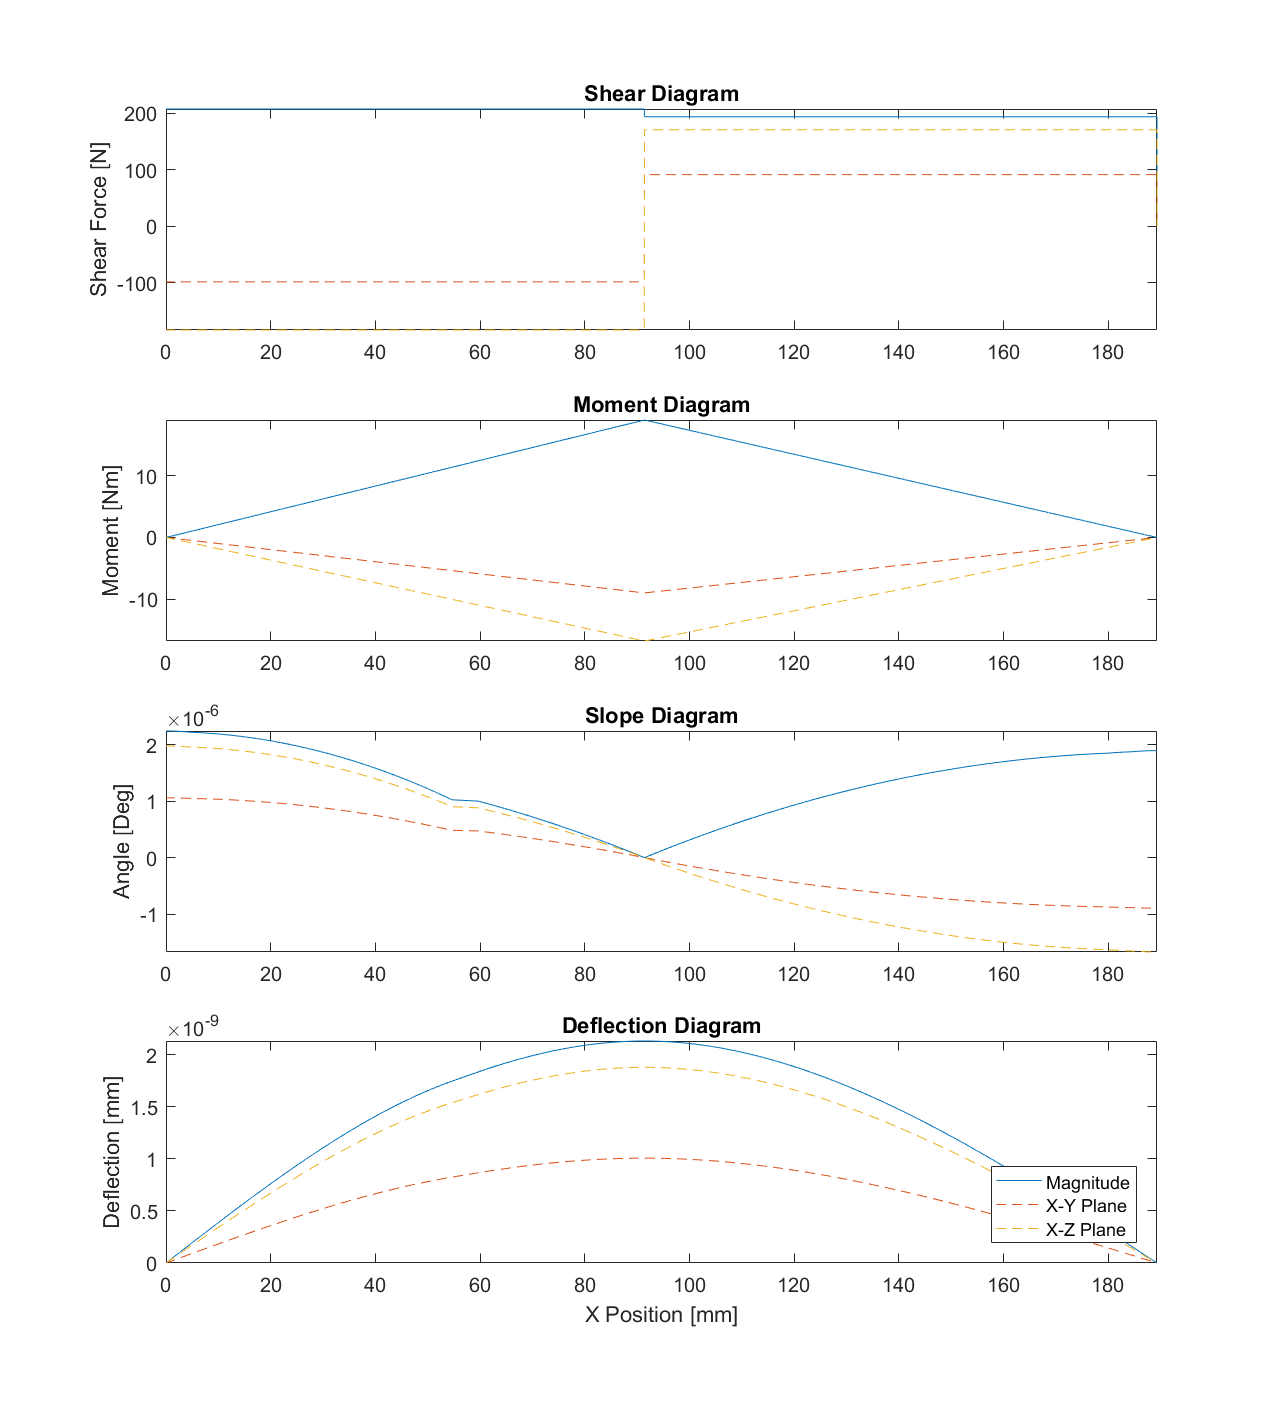 Shear Diagram
Shear Force [N]
200
100
0
-100
0 20 40 60 80 100 120 140 160 180
Moment Diagram
Moment [Nm]
10
0
-10
0 20 40 60 80 100 120 140 160 180
Slope Diagram
×10-6
Angle [Deg]
2
1
0
-1
0 20 40 60 80 100 120 140 160 180
Deflection Diagram
×10-9
Deflection [mm]
2
1.5
1
0.5
0
Magnitude
X-Y Plane
X-Z Plane
0 20 40 60 80 100 120 140 160 180
X Position [mm]